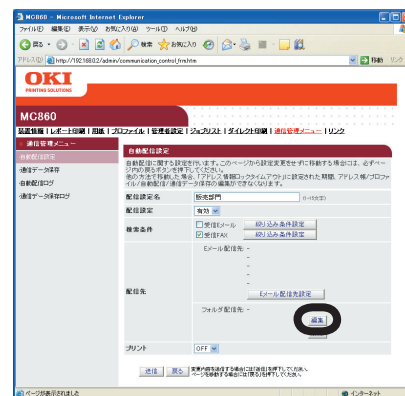 MC860 - Microsoft Internet Explorer
ファイル(F) 編集(E) 表示(V) お気に入り(A) ツール(T) ヘルプ(H)
戻る 検索 お気に入り
アドレス(D) http://192.168.0.2/admin/communication_control_frm.htm 移動 リンク
OKI
PRINTING SOLUTIONS
MC860
装置情報 | レポート印刷 | 用紙 | プロファイル | 管理者設定 | ジョブリスト | ダイレクト印刷 | 通信管理メニュー | リンク
通信管理メニュー
自動配信設定
通信データ保存
自動配信ログ
通信データ保存ログ
自動配信設定
自動配信に関する設定を行います。このページから設定変更をせずに移動する場合には、必ずページ内の戻るボタンを押下してください。
他の方法で移動した場合、「アドレス情報ロックタイムアウト」に設定された期間、アドレス帳/プロファイル/自動配信/通信データ保存の編集ができなくなります。
配信設定名 販売部門
配信設定 有効
検索条件 受信Eメール 絞り込み条件設定
受信FAX 絞り込み条件設定
配信先 Eメール配信先 -
-
-
-
-
Eメール配信先設定
フォルダ配信先 -
編集
プリント OFF
送信 戻る 変更内容を送信する場合には「送信」を押下してください。
ページを移動する場合には「戻る」を押下してください。
ページが表示されました インターネット